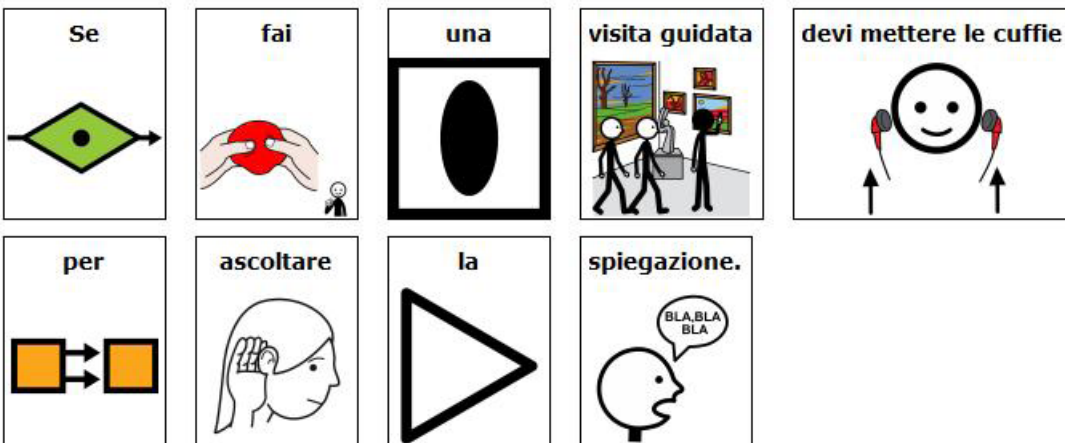 Se fai una visita guidata devi mettere le cuffie
per ascoltare la spiegazione.
BLA,BLA
BLA